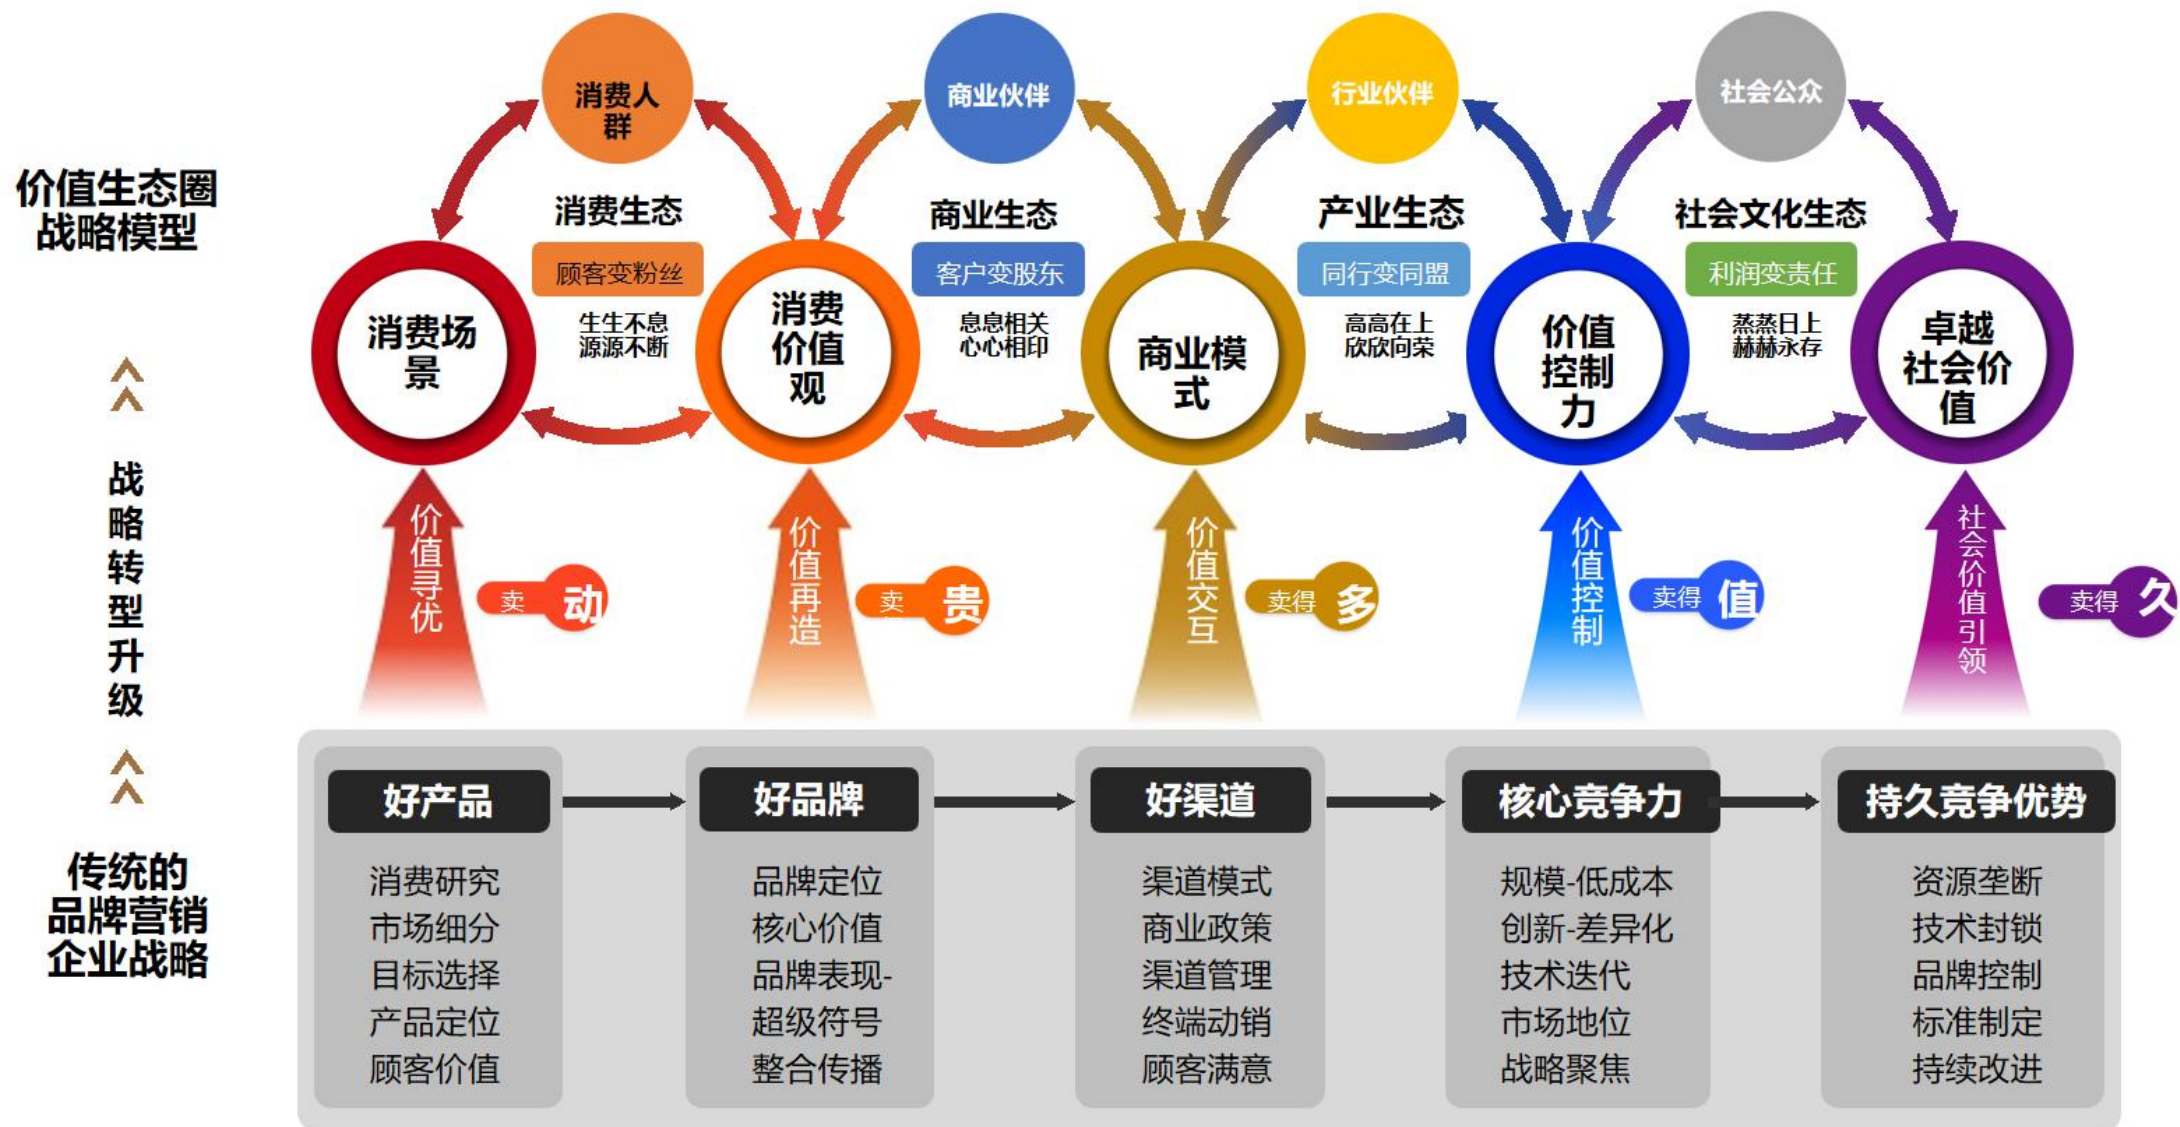 消费人
群
商业伙伴
行业伙伴
社会公众
价值生态圈
战略模型
消费生态
商业生态
产业生态
社会文化生态
顾客变粉丝
客户变股东
同行变同盟
利润变责任
生生不息
源源不断
息息相关
心心相印
高高在上
欣欣向荣
蒸蒸日上
赫赫永存
消费场
景
消费
价值
观
商业模
式
价值
控制
力
卓越
社会价
值
战
略
转
型
升
级
价值寻优
卖
动
价值再造
卖
贵
价值交互
卖得
多
价值控制
卖得
值
社会价值引领
卖得
久
传统的
品牌营销
企业战略
好产品
消费研究
市场细分
目标选择
产品定位
顾客价值
好品牌
品牌定位
核心价值
品牌表现-
超级符号
整合传播
好渠道
渠道模式
商业政策
渠道管理
终端动销
顾客满意
核心竞争力
规模-低成本
创新-差异化
技术迭代
市场地位
战略聚焦
持久竞争优势
资源垄断
技术封锁
品牌控制
标准制定
持续改进